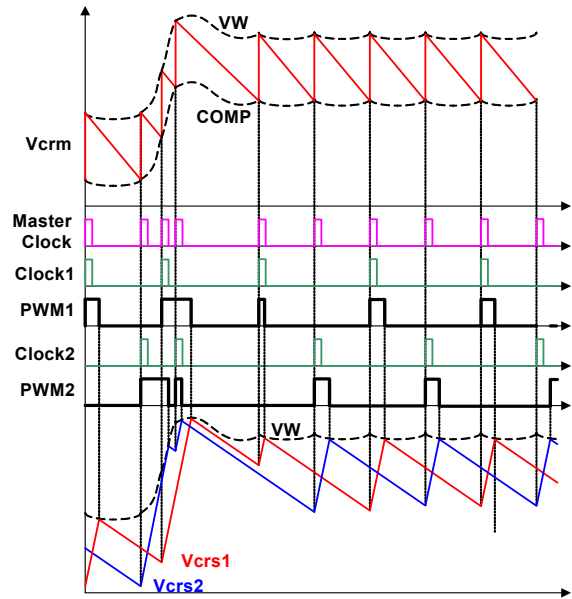 VW
COMP
Vcrm
Master
Clock
Clock1
PWM1
Clock2
PWM2
VW
Vcrs1
Vcrs2